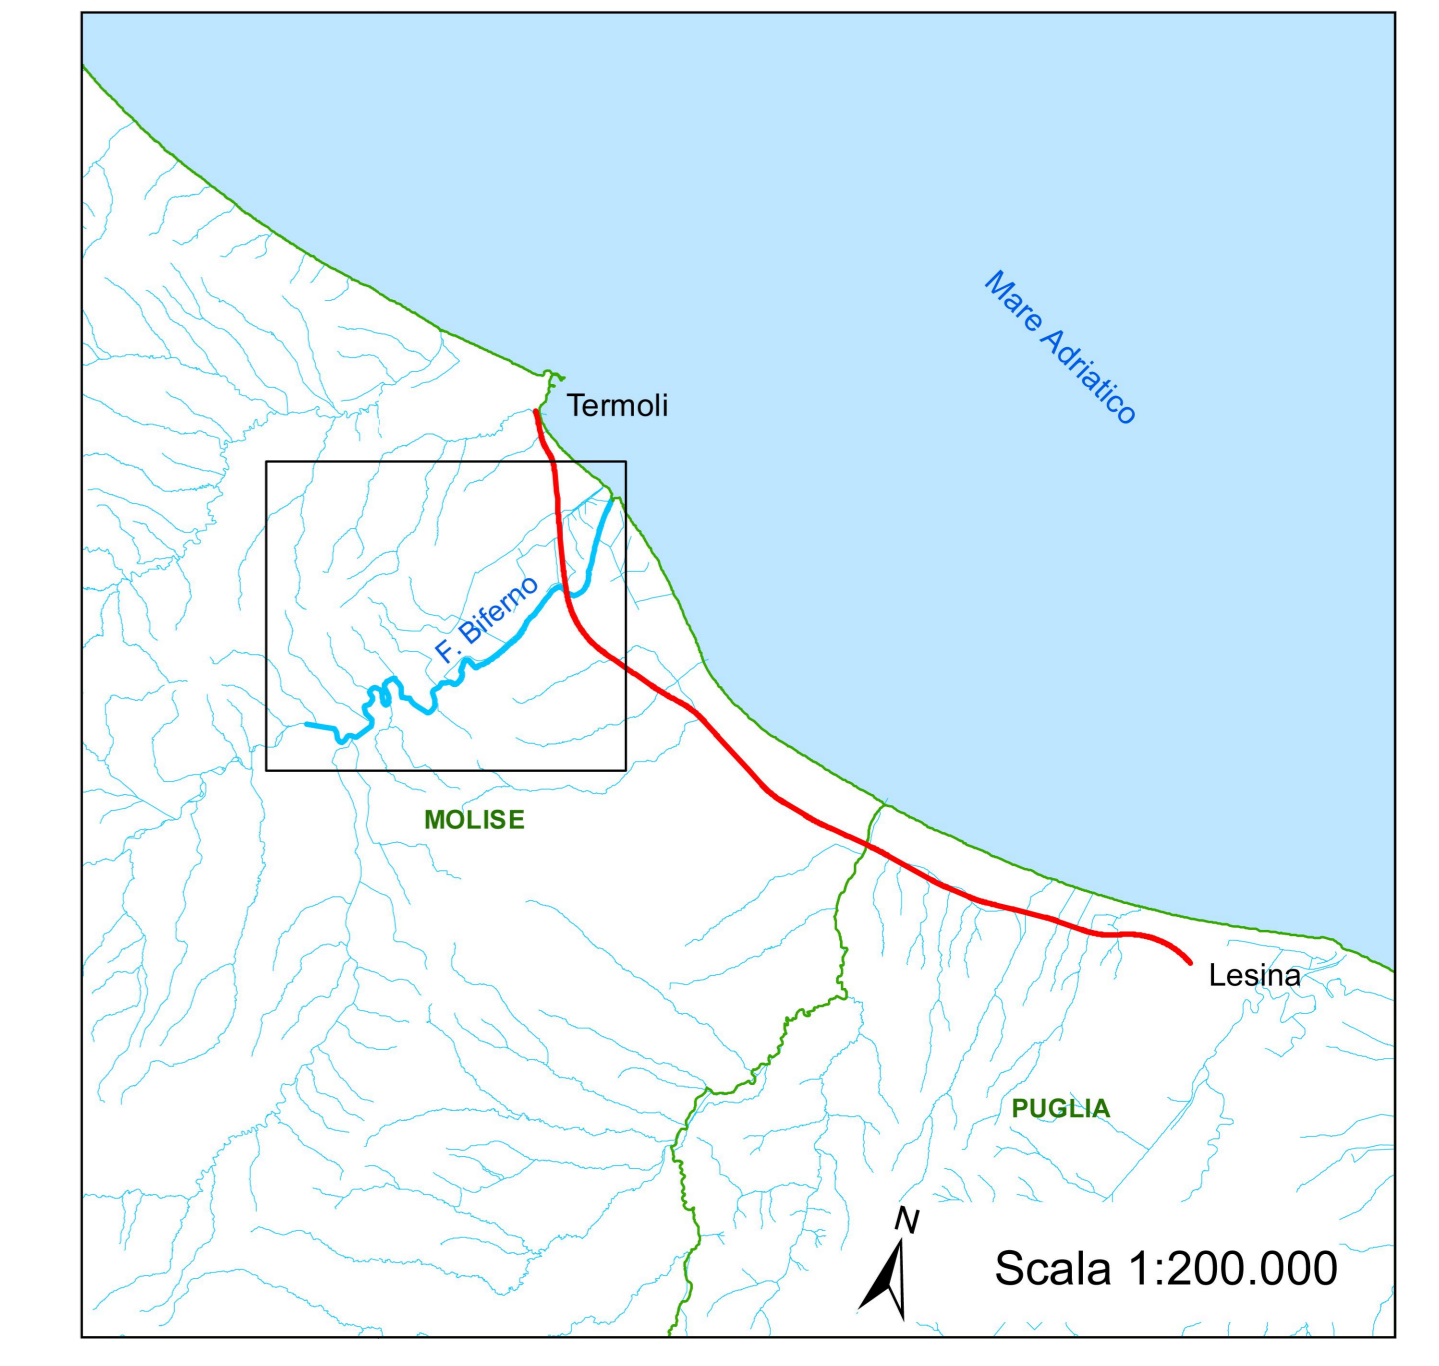 Mare Adriatico
Termoli
F. Biferno
MOLISE
Lesina
PUGLIA
N
Scala 1:200.000